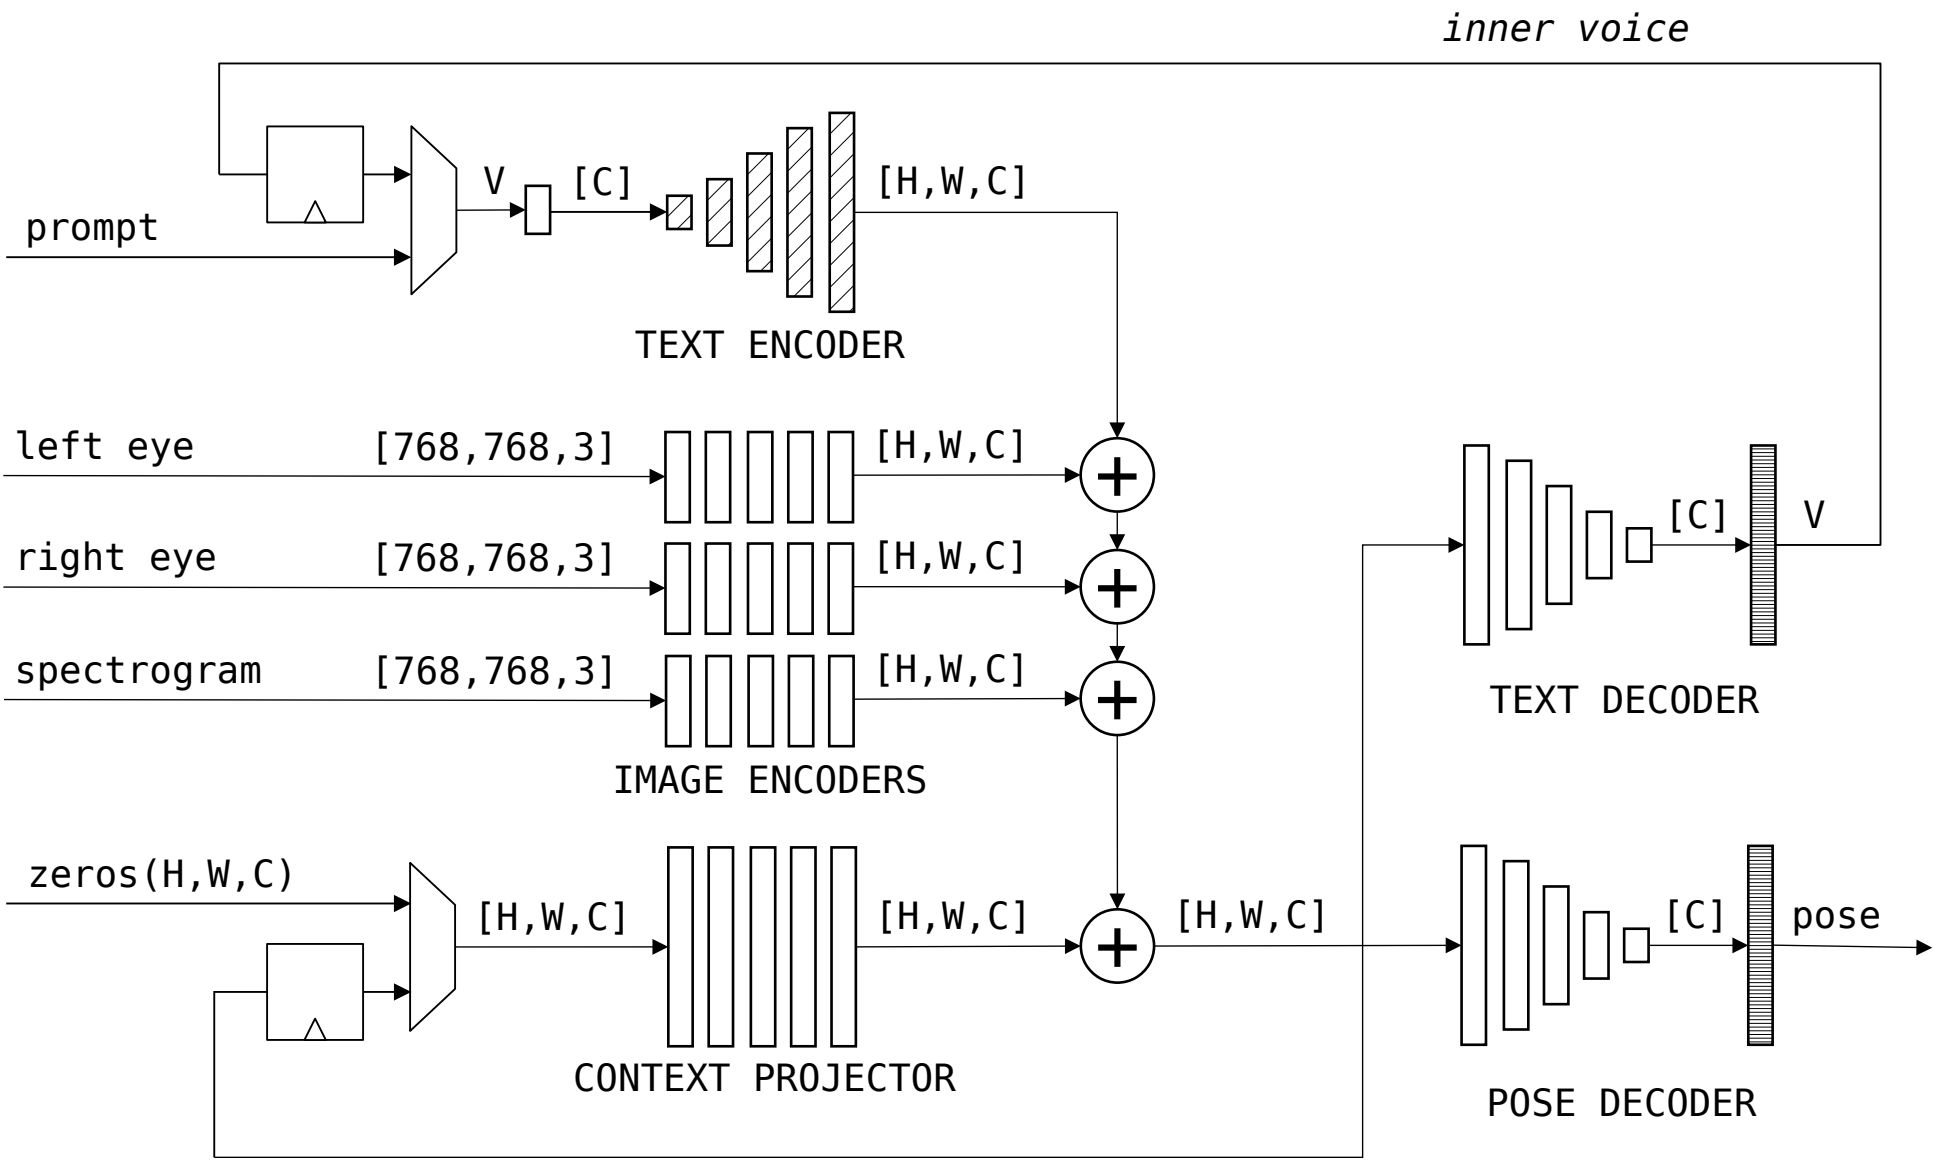 inner voice
prompt
V
[C]
[H,W,C]
TEXT ENCODER
left eye
[768,768,3]
[H,W,C]
right eye
[768,768,3]
[H,W,C]
spectrogram
[768,768,3]
[H,W,C]
IMAGE ENCODERS
[C]
V
TEXT DECODER
zeros(H,W,C)
[H,W,C]
[H,W,C]
[H,W,C]
[C]
pose
CONTEXT PROJECTOR
POSE DECODER